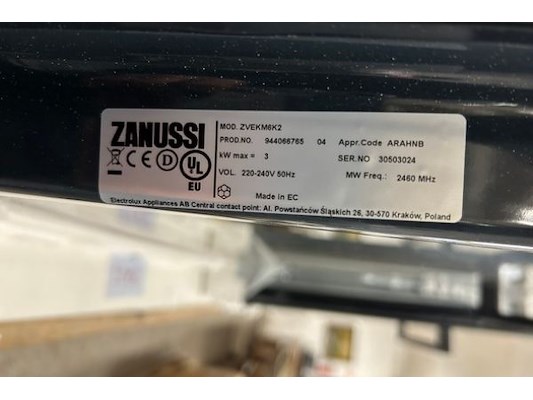 ZANUSSI
MOD. ZVEKM6K2
PROD.NO. 944066765 04 Appr.Code ARAHNB
kW max = 3 SER.NO 30503024
VOL. 220-240V 50Hz MW Freq.: 2460 MHz
CE D UL
EU
Made in EC
Electrolux Appliances AB Central contact point: Al. Powstańców Śląskich 26, 30-570 Kraków, Poland